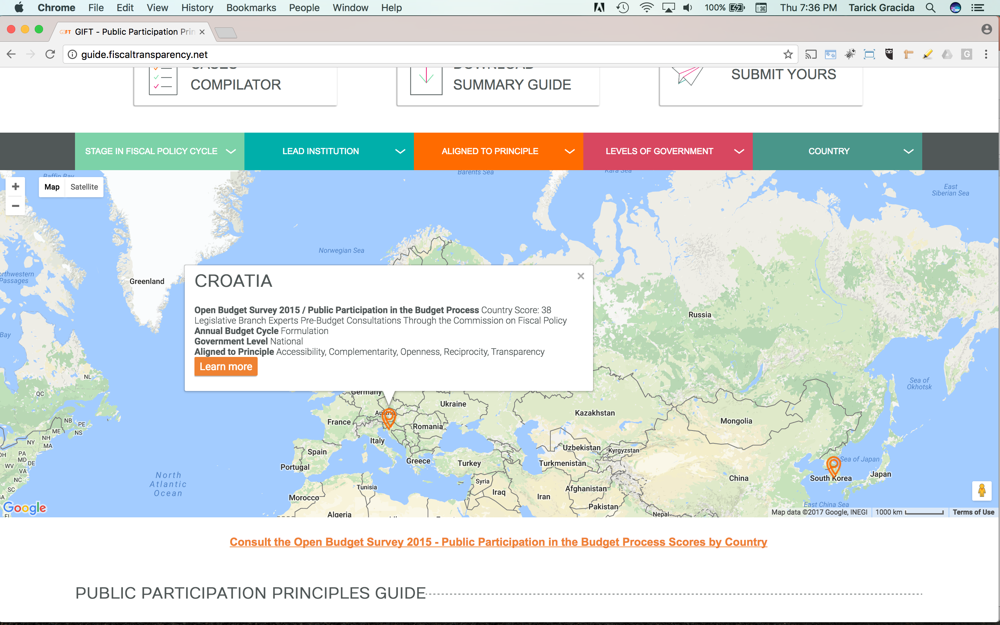 Chrome File Edit View History Bookmarks People Window Help 100% Thu 7:36 PM Tarick Gracida
GIFT GIFT - Public Participation Prin
guide.fiscaltransparency.net
G
CASES
COMPILATOR
DOWNLOAD
SUMMARY GUIDE
SUBMIT YOURS
STAGE IN FISCAL POLICY CYCLE
LEAD INSTITUTION
ALIGNED TO PRINCIPLE
LEVELS OF GOVERNMENT
COUNTRY
Baffin Bay
Barents Sea
Kara Sea
Map Satellite
East
Siberian Sea
Norwegian Sea
orthwestern
Passages
Greenland
CROATIA
Open Budget Survey 2015 / Public Participation in the Budget Process Country Score: 38
Legislative Branch Experts Pre-Budget Consultations Through the Commission on Fiscal Policy
Annual Budget Cycle Formulation
Government Level National
Aligned to Principle Accessibility, Complementarity, Openness, Reciprocity, Transparency
Learn more
Russia
Bay
NL
QC
Sea of
Okhotsk
Germany
Ukraine
Austria
Kazakhstan
France
Romania
Mongolia
NB
PE
ME
NS
NH
NY
MA
Italy
Uzbekistan
Kyrgyzstan
Spain
Greece
Turkey
Turkmenistan
Portugal
OH
PA
MD
DE
WV
VA
NC
SC
GA
Sea of Japan
South Korea
Japan
China
North
Atlantic
Ocean
Tunisia
Syria
Iraq
Iran
Afghanistan
Morocco
Pakistan
Algeria
Nepal
East China Sea
Google
FL
Map data ©2017 Google, INEGI 1000 km Terms of Use
Consult the Open Budget Survey 2015 - Public Participation in the Budget Process Scores by Country
PUBLIC PARTICIPATION PRINCIPLES GUIDE